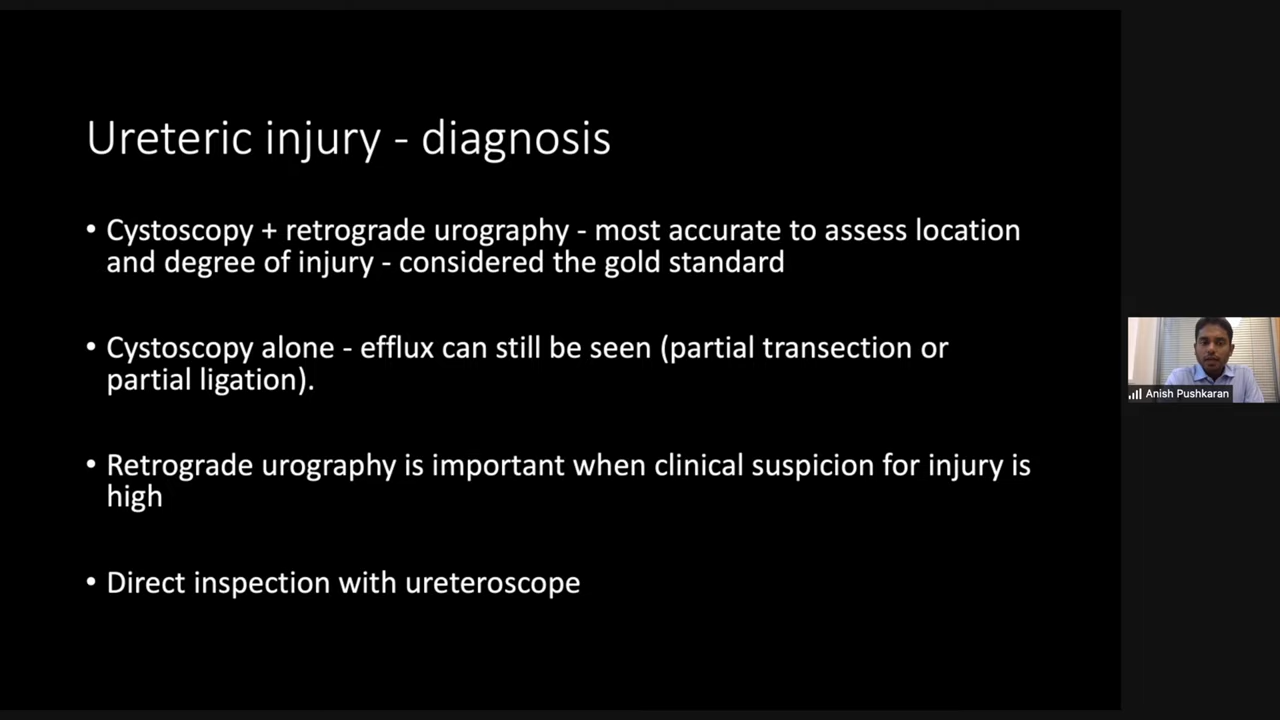 Ureteric injury - diagnosis
• Cystoscopy + retrograde urography - most accurate to assess location
and degree of injury - considered the gold standard
• Cystoscopy alone - efflux can still be seen (partial transection or
partial ligation).
• Retrograde urography is important when clinical suspicion for injury is
high
• Direct inspection with ureteroscope
Anish Pushkaran